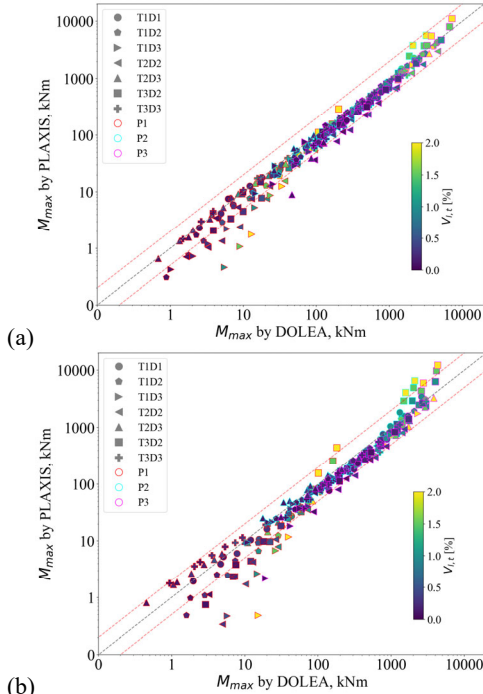 10000
1000
100
10
1
0
M_max by PLAXIS, kNm
T1D1
T1D2
T1D3
T2D2
T2D3
T3D2
T3D3
P1
P2
P3
2.0
1.5
1.0
0.5
0.0
V_l,t [%]
0 1 10 100 1000 10000
M_max by DOLEA, kNm
(a)
10000
1000
100
10
1
0
M_max by PLAXIS, kNm
T1D1
T1D2
T1D3
T2D2
T2D3
T3D2
T3D3
P1
P2
P3
2.0
1.5
1.0
0.5
0.0
V_l,t [%]
0 1 10 100 1000 10000
M_max by DOLEA, kNm
(b)